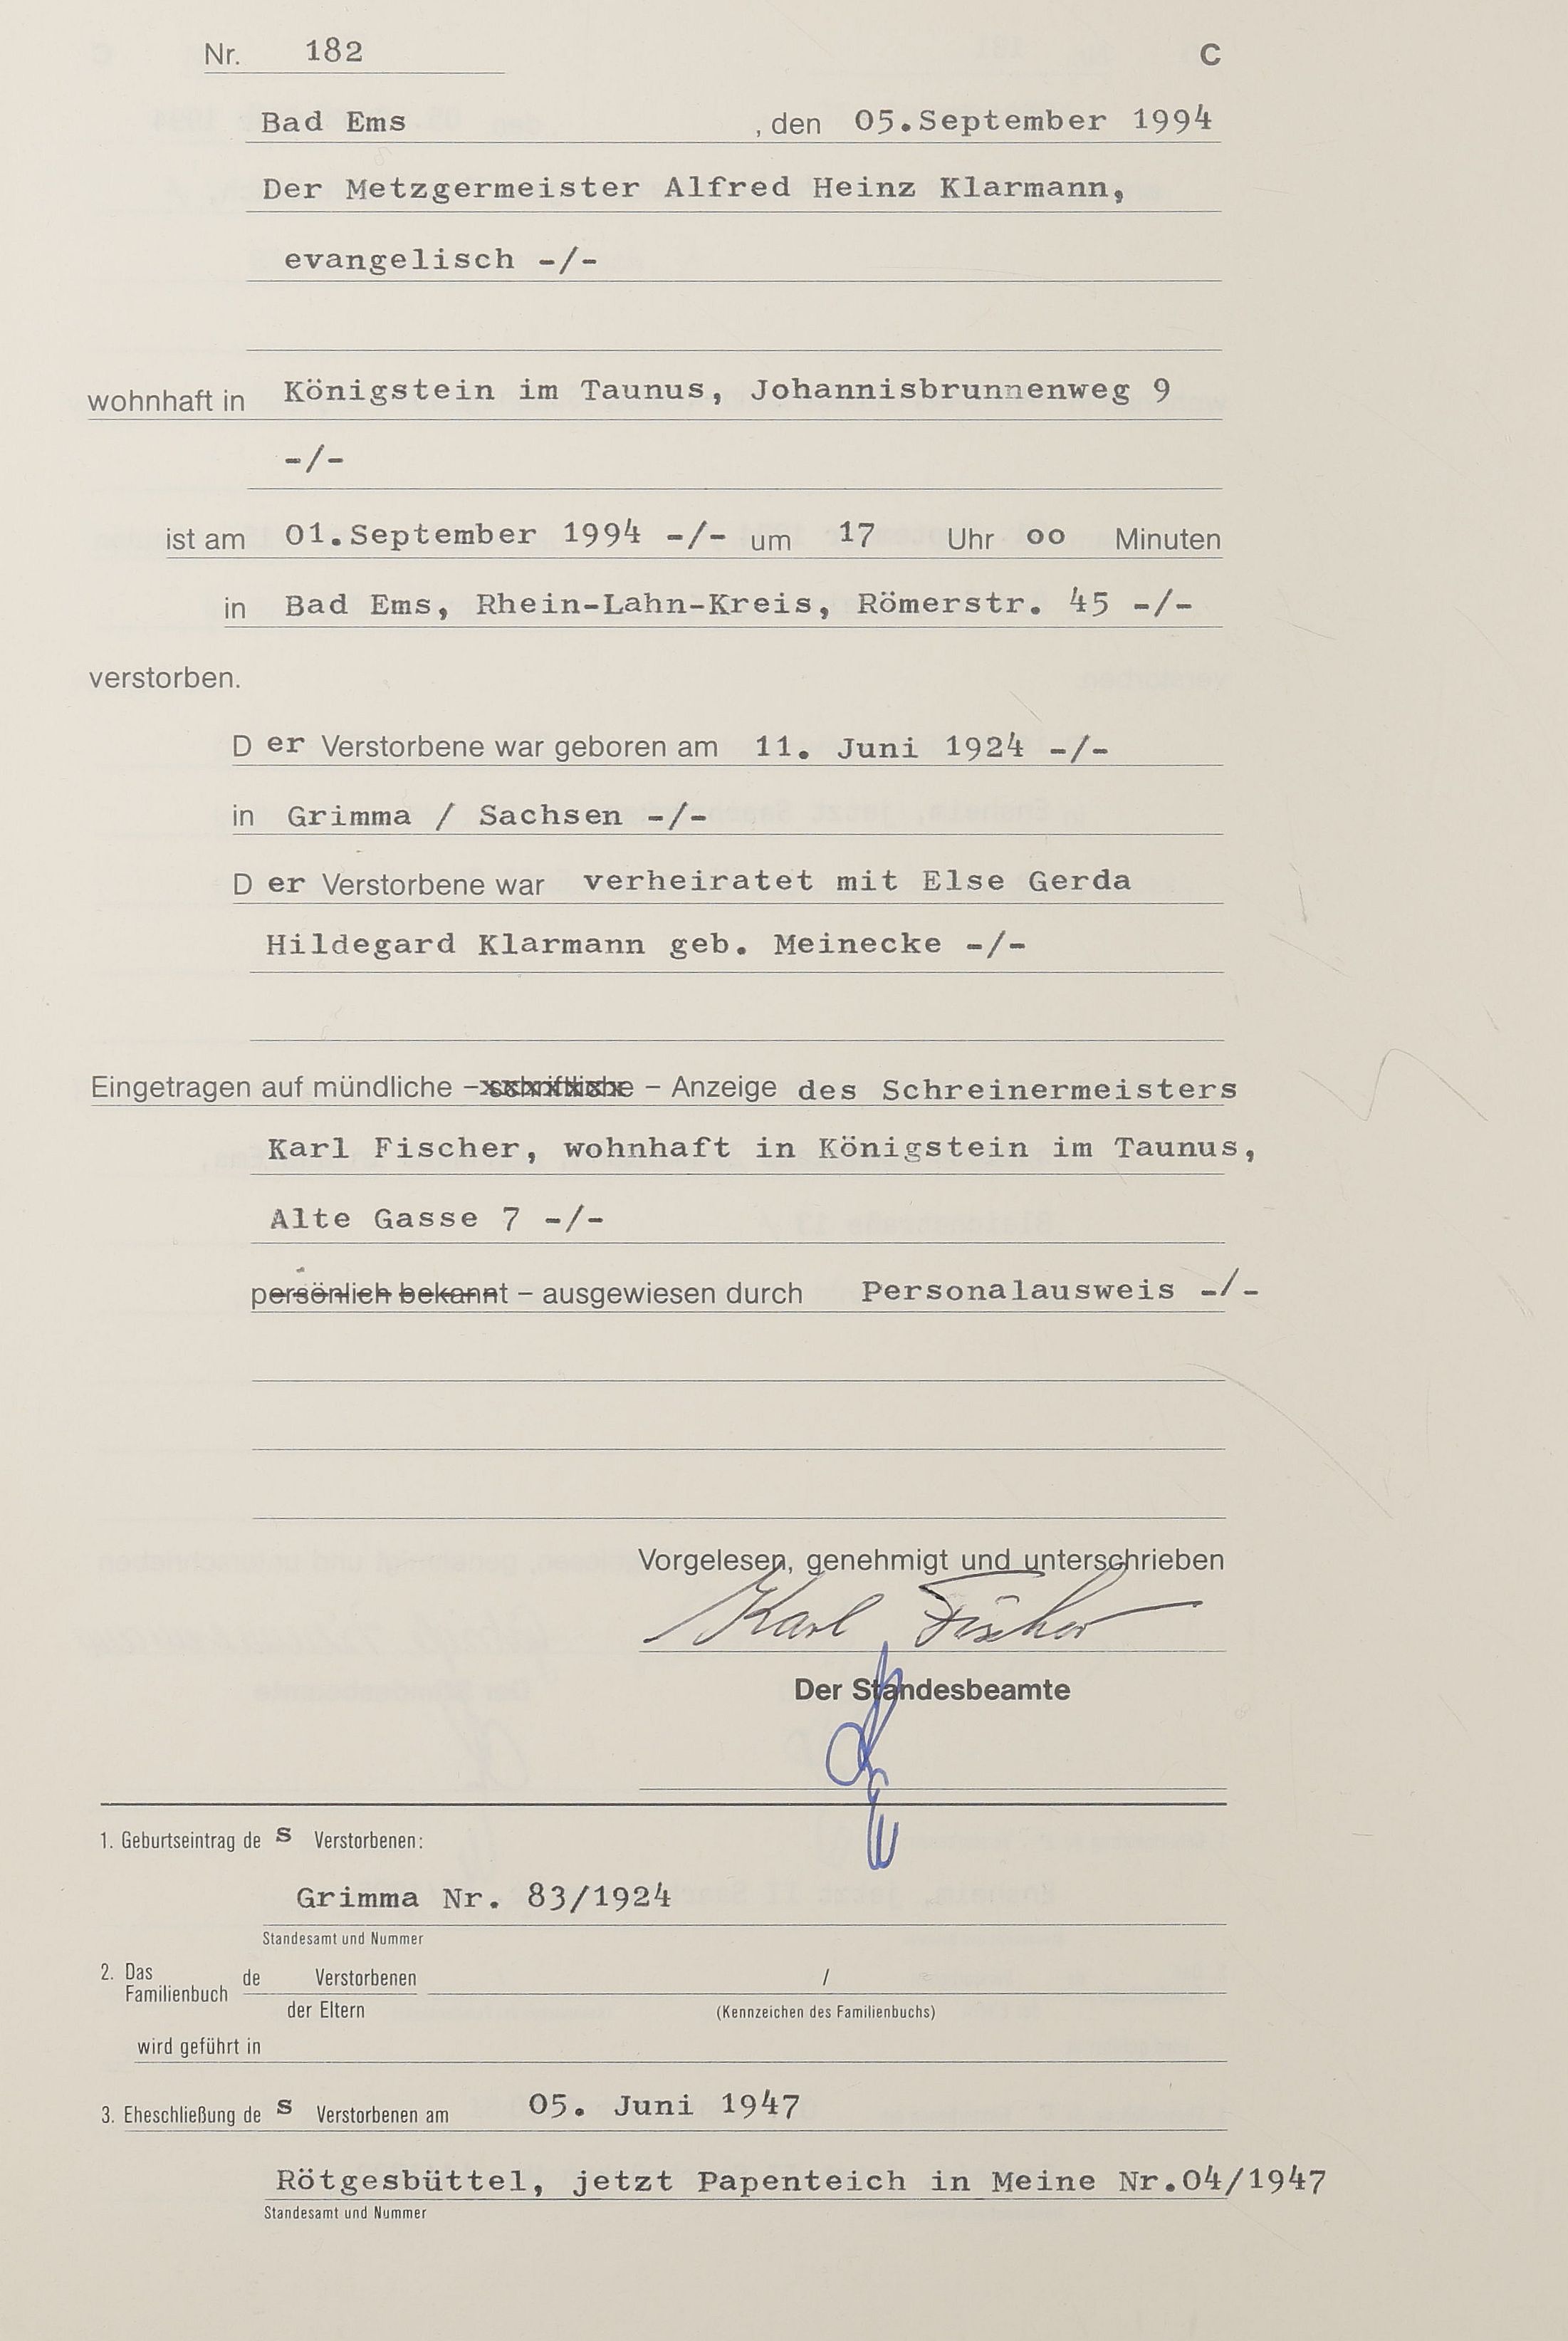 Nr. 182 C
Bad Ems , den 05.September 1994
Der Metzgermeister Alfred Heinz Klarmann,
evangelisch -/-
wohnhaft in Königstein im Taunus, Johannisbrunnenweg 9
-/-
ist am 01.September 1994 -/- um 17 Uhr oo Minuten
in Bad Ems, Rhein-Lahn-Kreis, Römerstr. 45 -/-
verstorben.
D er Verstorbene war geboren am 11. Juni 1924 -/-
in Grimma / Sachsen -/-
D er Verstorbene war verheiratet mit Else Gerda
Hildegard Klarmann geb. Meinecke -/-
Eingetragen auf mündliche – schriftliche – Anzeige des Schreinermeisters
Karl Fischer, wohnhaft in Königstein im Taunus,
Alte Gasse 7 -/-
persönlich bekannt – ausgewiesen durch Personalausweis -/-
Vorgelesen, genehmigt und unterschrieben
Karl Fischer
Der Standesbeamte
1. Geburtseintrag de s Verstorbenen:
Grimma Nr. 83/1924
Standesamt und Nummer
2. Das Familienbuch de Verstorbenen /
der Eltern (Kennzeichen des Familienbuchs)
wird geführt in
3. Eheschließung de s Verstorbenen am 05. Juni 1947
Rötgesbüttel, jetzt Papenteich in Meine Nr.04/1947
Standesamt und Nummer